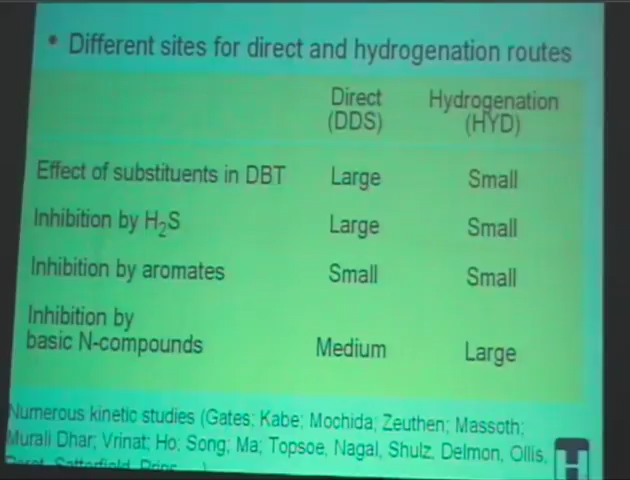 • Different sites for direct and hydrogenation routes
Direct Hydrogenation
(DDS) (HYD)
Effect of substituents in DBT Large Small
Inhibition by H₂S Large Small
Inhibition by aromates Small Small
Inhibition by
basic N-compounds Medium Large
Numerous kinetic studies (Gates; Kabe; Mochida; Zeuthen; Massoth;
Murali Dhar; Vrinat; Ho; Song; Ma; Topsoe, Nagal, Shulz, Delmon, Ollis,